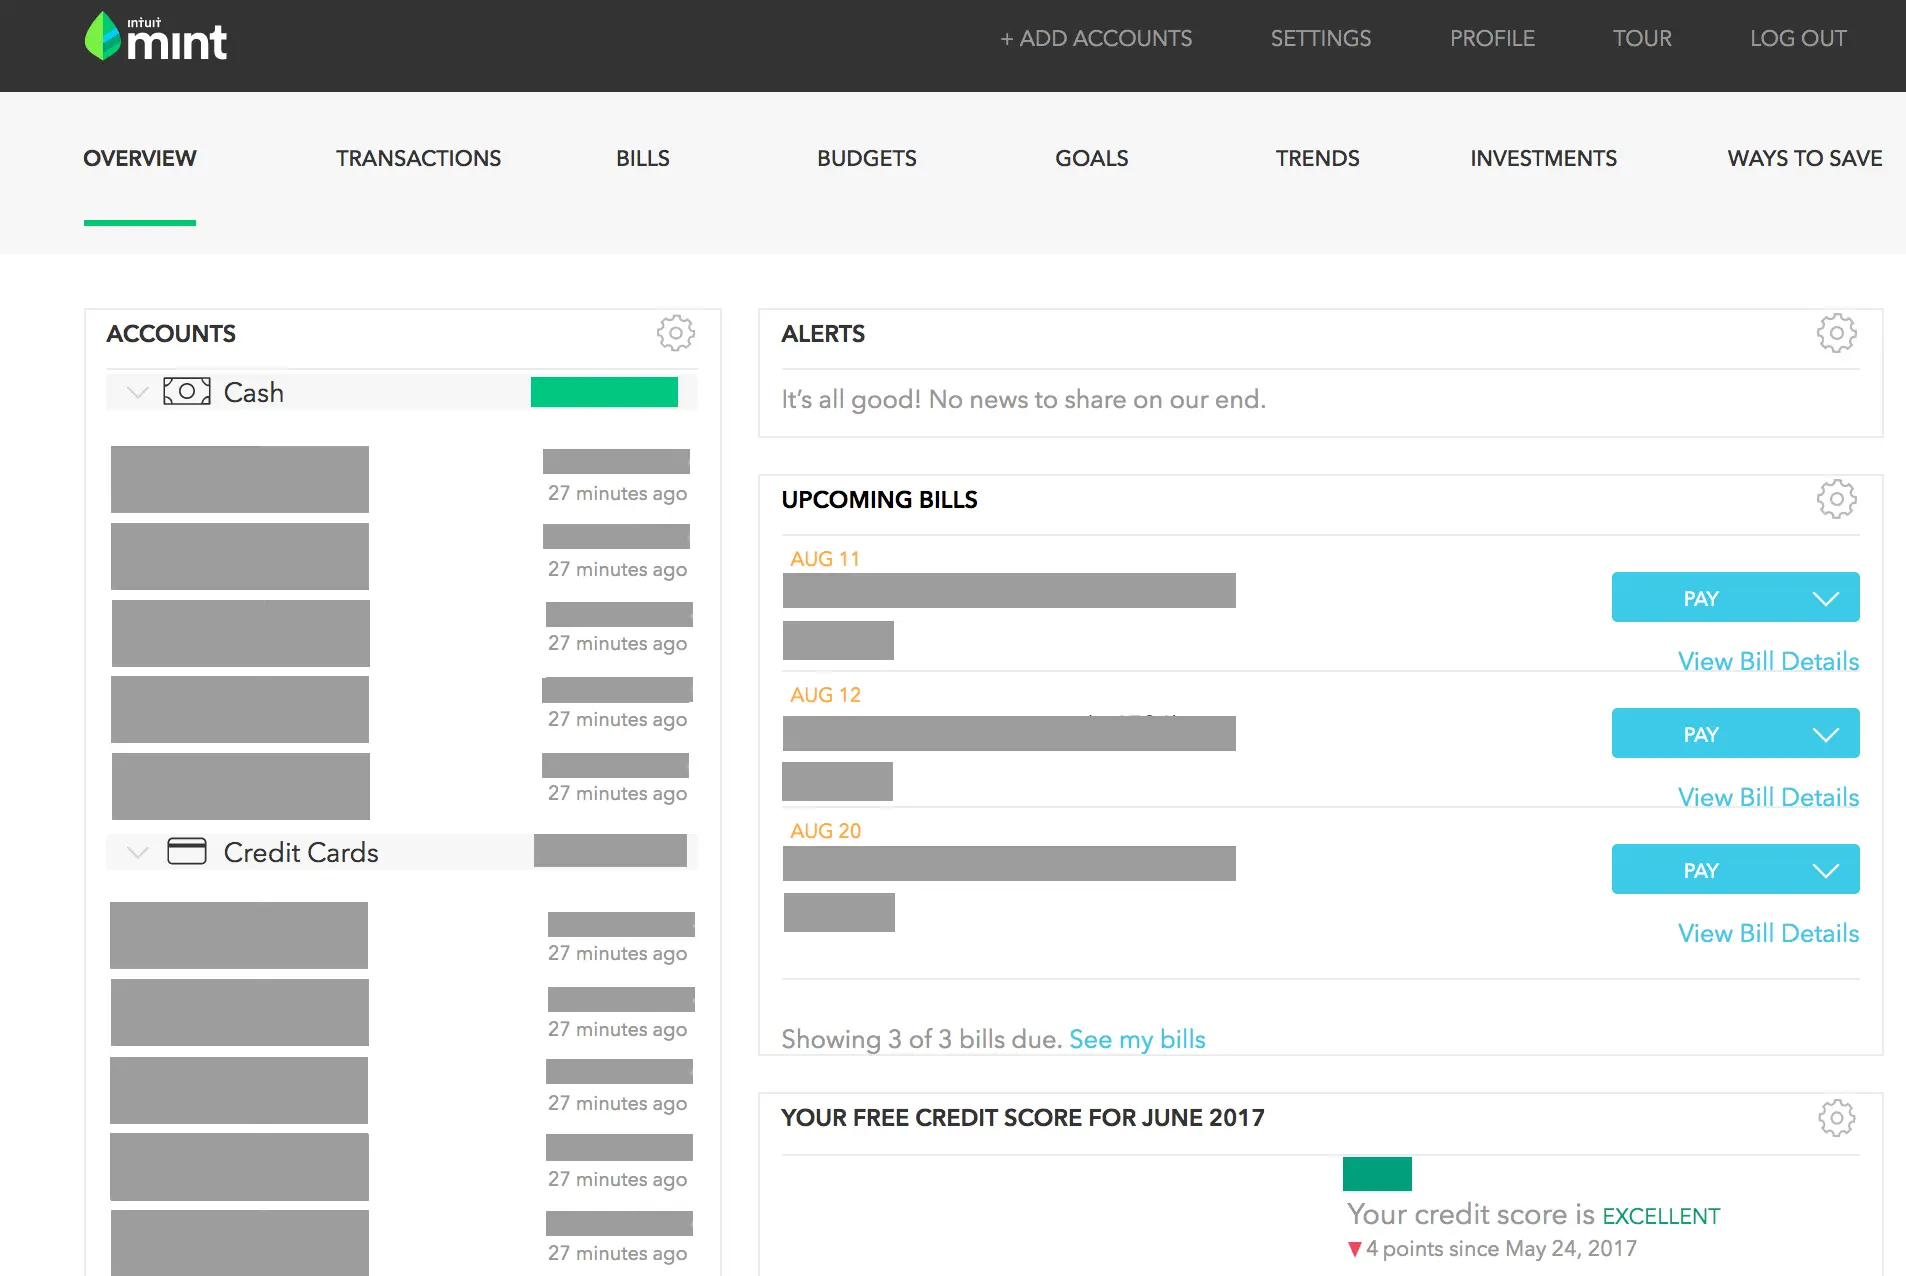 intuit
mint
+ ADD ACCOUNTS SETTINGS PROFILE TOUR LOG OUT
OVERVIEW TRANSACTIONS BILLS BUDGETS GOALS TRENDS INVESTMENTS WAYS TO SAVE
ACCOUNTS
Cash
27 minutes ago
27 minutes ago
27 minutes ago
27 minutes ago
27 minutes ago
Credit Cards
27 minutes ago
27 minutes ago
27 minutes ago
27 minutes ago
27 minutes ago
ALERTS
It's all good! No news to share on our end.
UPCOMING BILLS
AUG 11
PAY
View Bill Details
AUG 12
PAY
View Bill Details
AUG 20
PAY
View Bill Details
Showing 3 of 3 bills due. See my bills
YOUR FREE CREDIT SCORE FOR JUNE 2017
Your credit score is EXCELLENT
▼ 4 points since May 24, 2017